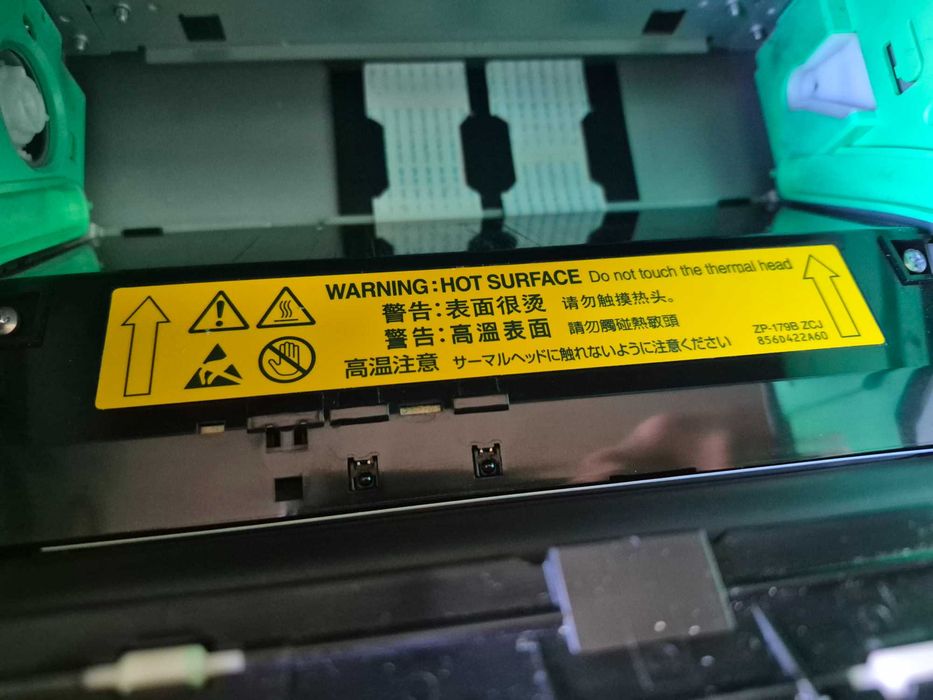 WARNING:HOT SURFACE Do not touch the thermal head
警告:表面很烫 请勿触摸热头。
警告:高溫表面 請勿觸碰熱敏頭
高温注意 サーマルヘッドに触れないように注意ください
ZP-179B ZCJ
856D422A60